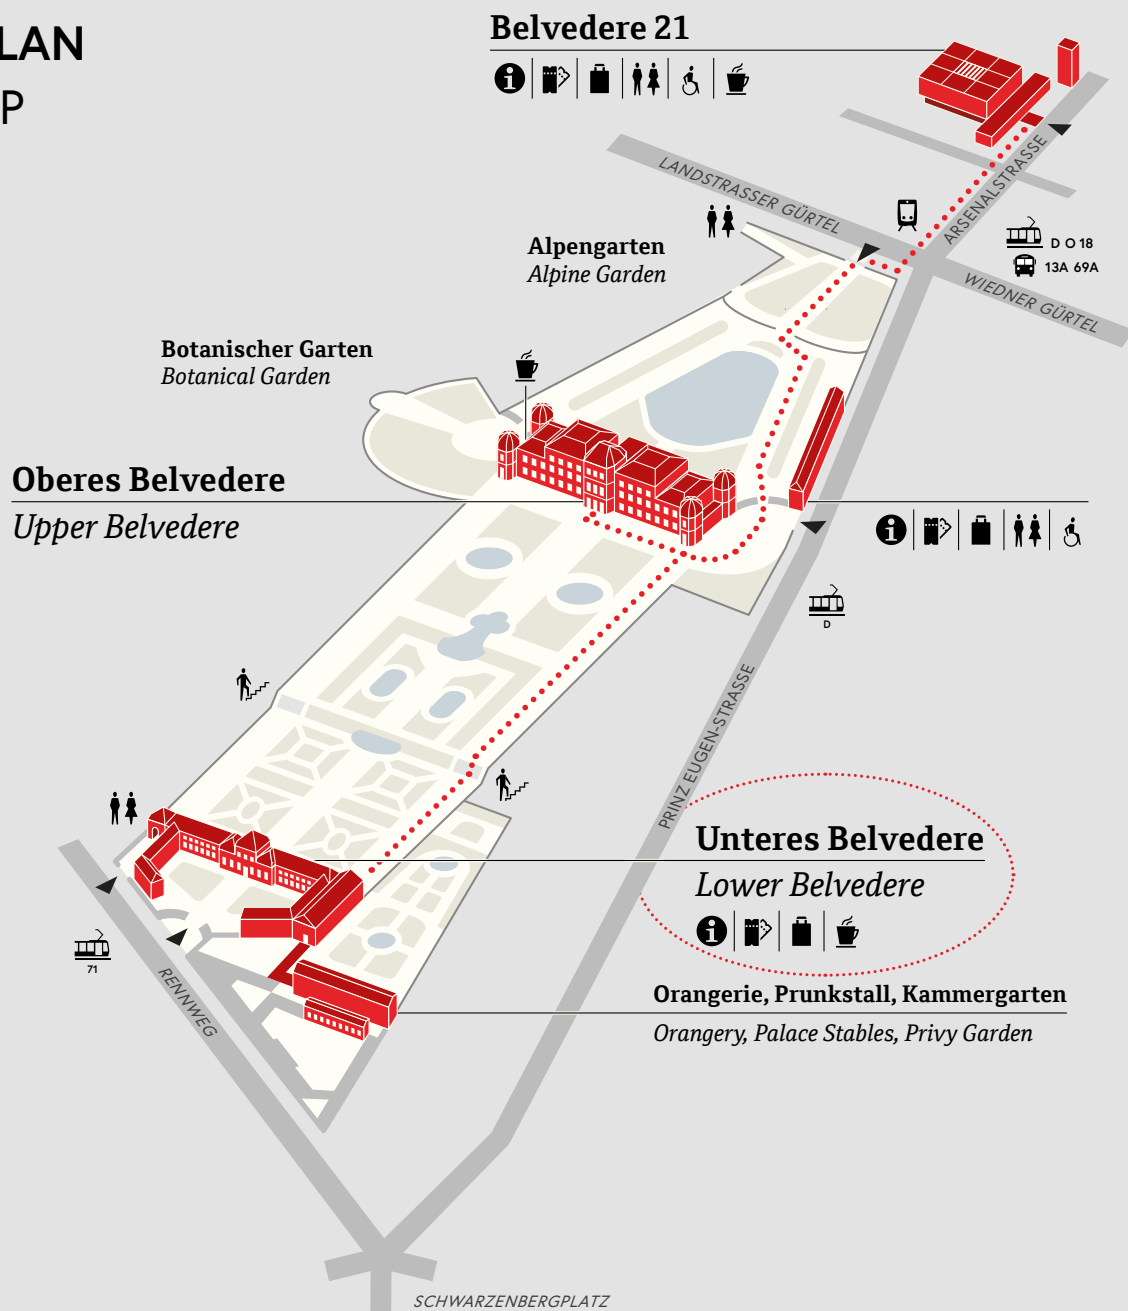 LAN
P
Belvedere 21
LANDSTRASSER GÜRTEL
ARSENALSTRASSE
D O 18
13A 69A
WIEDNER GÜRTEL
Alpengarten
Alpine Garden
Botanischer Garten
Botanical Garden
Oberes Belvedere
Upper Belvedere
D
PRINZ EUGEN-STRASSE
Unteres Belvedere
Lower Belvedere
71
RENNWEG
Orangerie, Prunkstall, Kammergarten
Orangery, Palace Stables, Privy Garden
SCHWARZENBERGPLATZ